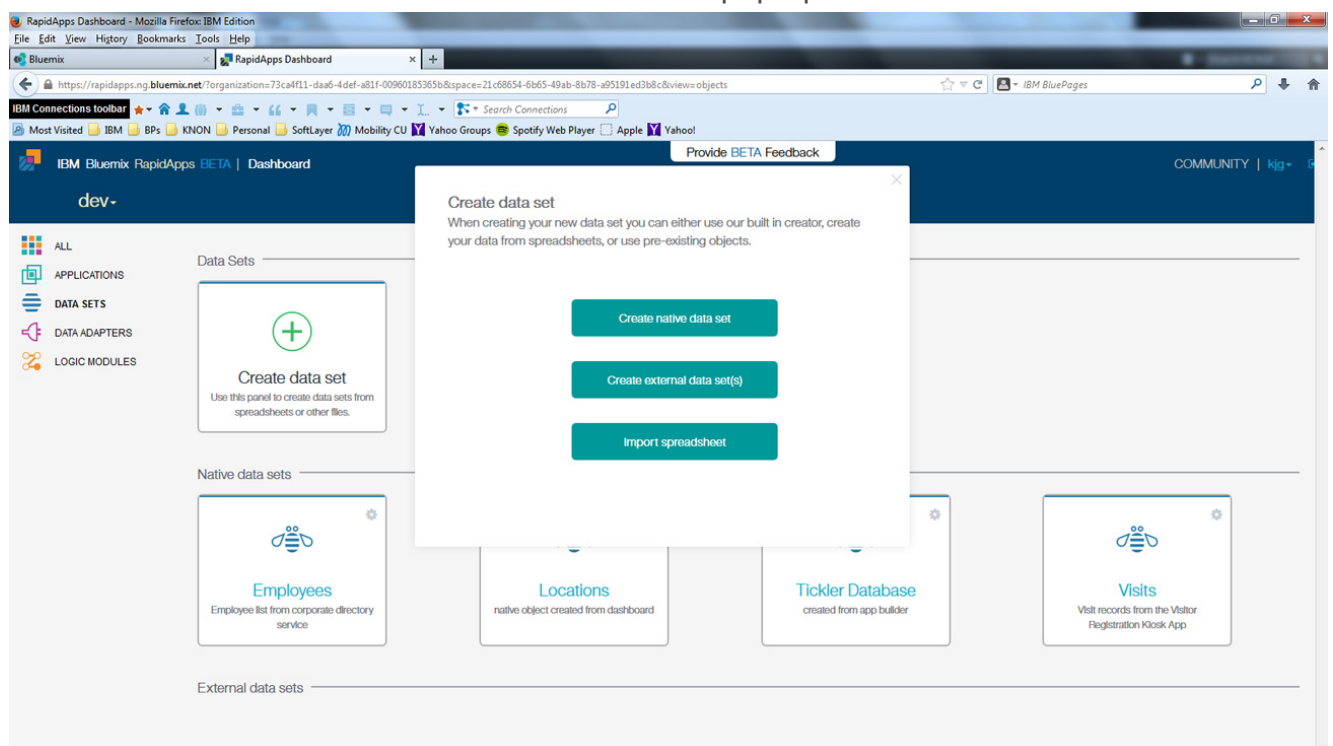 RapidApps Dashboard - Mozilla Firefox: IBM Edition
File Edit View History Bookmarks Tools Help
Bluemix × RapidApps Dashboard × +
https://rapidapps.ng.bluemix.net/?organization=73ca4f11-daa6-4def-a81f-00960185365b&space=21c68654-6b65-49ab-8b78-a95191ed3b8c&view=objects IBM BluePages
IBM Connections toolbar Search Connections
Most Visited IBM BPs KNON Personal SoftLayer Mobility CU Yahoo Groups Spotify Web Player Apple Yahoo!
Provide BETA Feedback
IBM Bluemix RapidApps BETA | Dashboard COMMUNITY | kjg
dev
ALL
APPLICATIONS
DATA SETS
DATA ADAPTERS
LOGIC MODULES
Create data set
When creating your new data set you can either use our built in creator, create
your data from spreadsheets, or use pre-existing objects.
Create native data set
Create external data set(s)
Import spreadsheet
Data Sets
Create data set
Use this panel to create data sets from
spreadsheets or other files.
Native data sets
Employees
Employee list from corporate directory
service
Locations
native object created from dashboard
Tickler Database
created from app builder
Visits
Visit records from the Visitor
Registration Kiosk App
External data sets